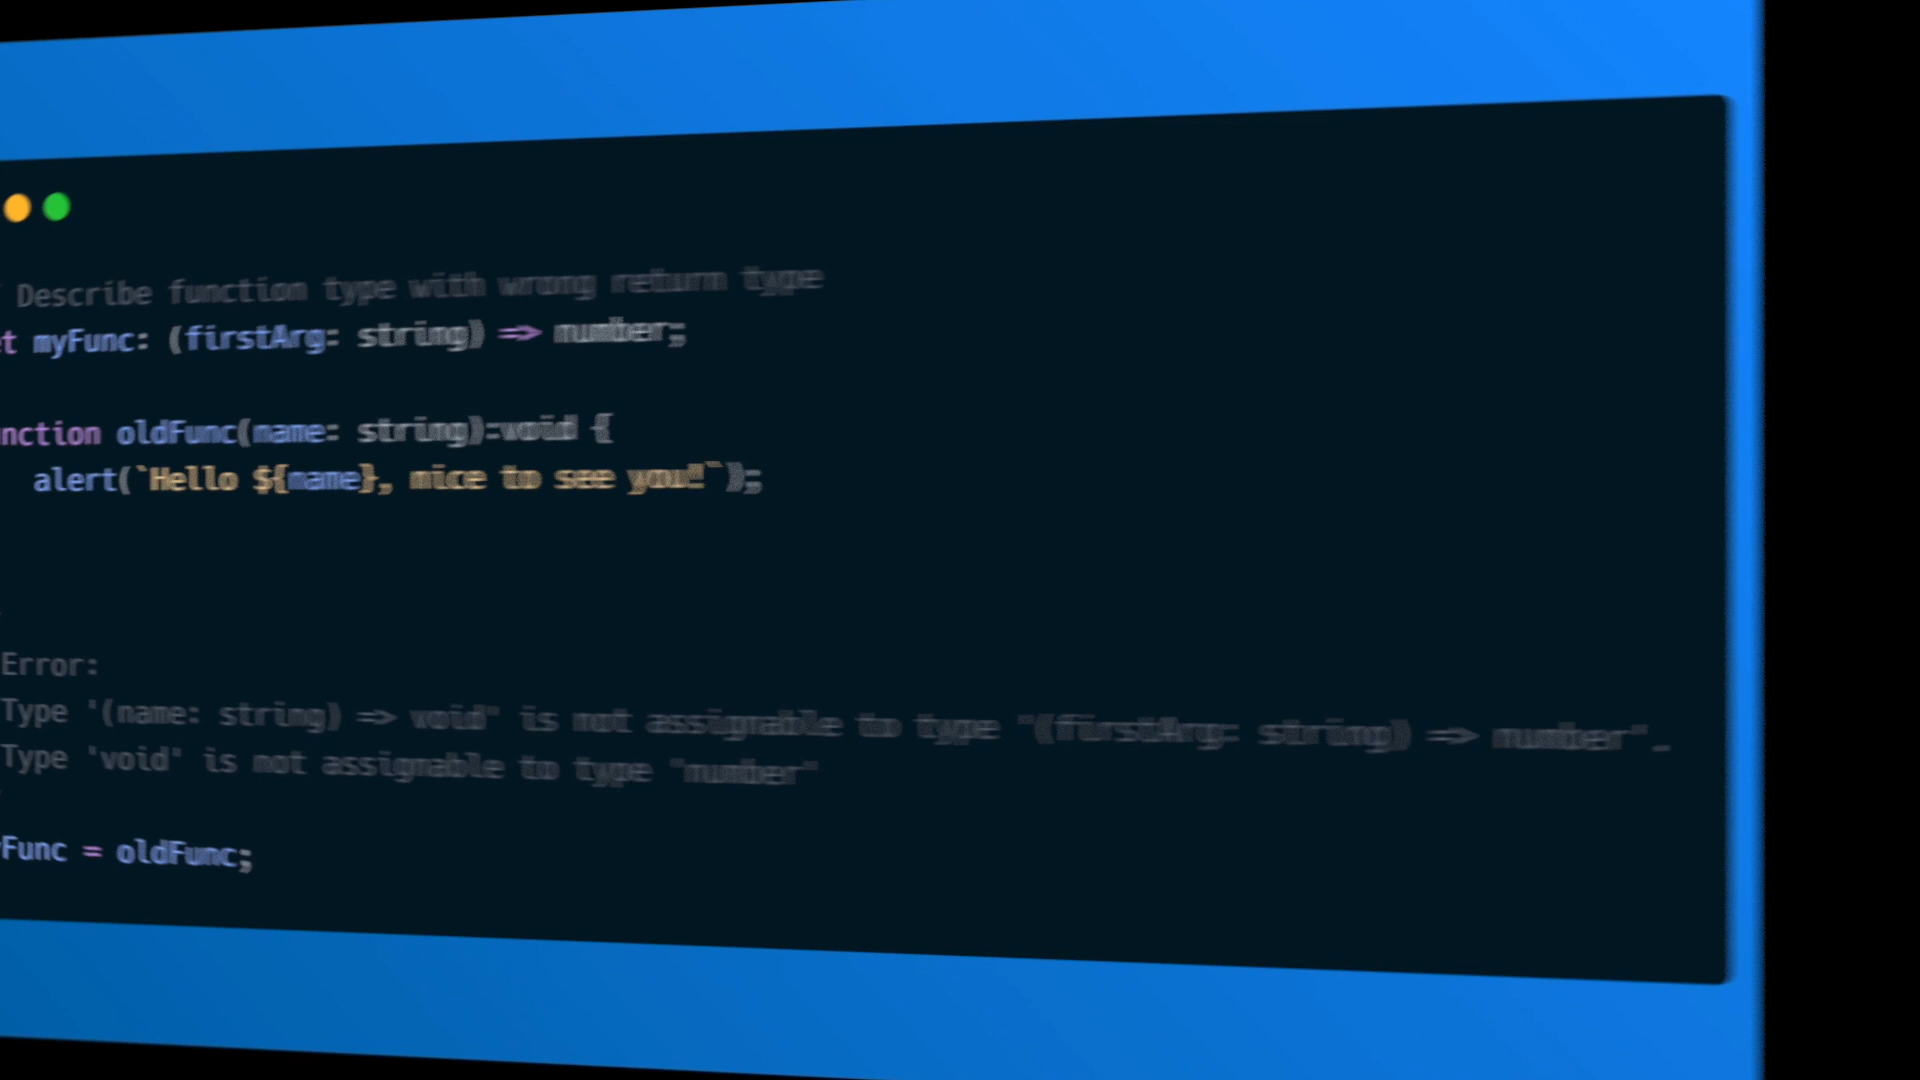 Describe function type with wrong return type
et myFunc: (firstArg: string) => number;
nction oldFunc(name: string):void {
alert(`Hello ${name}, nice to see you!`);
Error:
Type '(name: string) => void" is not assignable to type "(firstArg: string) => number".
Type 'void" is not assignable to type "number"
Func = oldFunc;